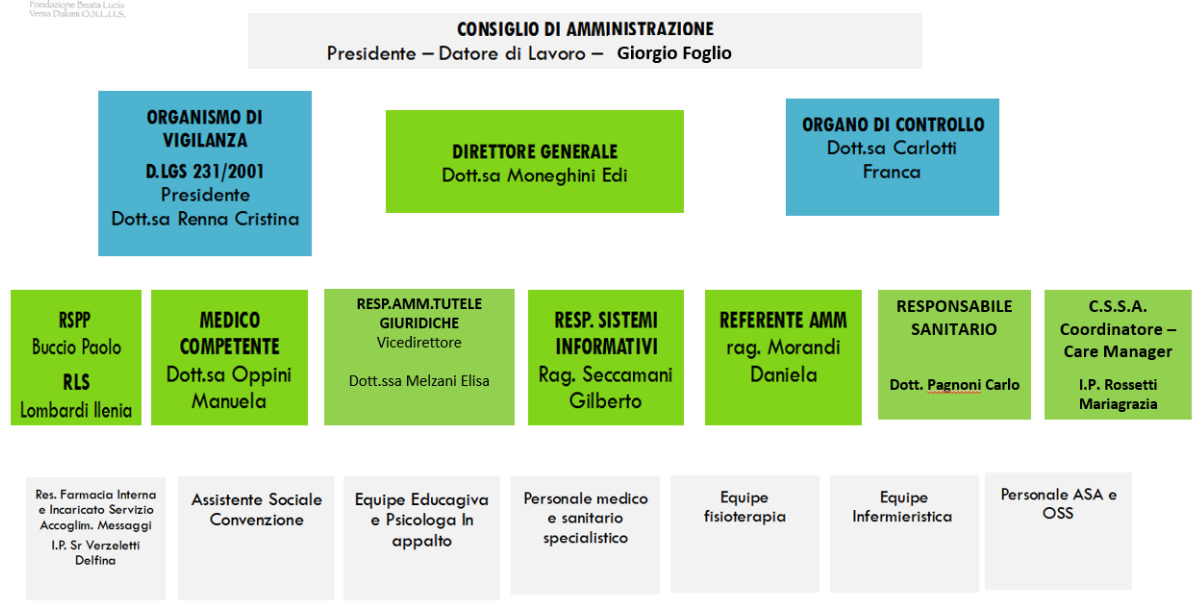 Fondazione Beata Lucia
Versa Dalumi O.N.L.U.S.
CONSIGLIO DI AMMINISTRAZIONE
Presidente – Datore di Lavoro – Giorgio Foglio
ORGANISMO DI
VIGILANZA
D.LGS 231/2001
Presidente
Dott.sa Renna Cristina
DIRETTORE GENERALE
Dott.sa Moneghini Edi
ORGANO DI CONTROLLO
Dott.sa Carlotti
Franca
RSPP
Buccio Paolo
RLS
Lombardi Ilenia
MEDICO
COMPETENTE
Dott.sa Oppini
Manuela
RESP.AMM.TUTELE
GIURIDICHE
Vicedirettore
Dott.ssa Melzani Elisa
RESP. SISTEMI
INFORMATIVI
Rag. Seccamani
Gilberto
REFERENTE AMM
rag. Morandi
Daniela
RESPONSABILE
SANITARIO
Dott. Pagnoni Carlo
C.S.S.A.
Coordinatore –
Care Manager
I.P. Rossetti
Mariagrazia
Res. Farmacia Interna
e Incaricato Servizio
Accoglim. Messaggi
I.P. Sr Verzeletti
Delfina
Assistente Sociale
Convenzione
Equipe Educagiva
e Psicologa In
appalto
Personale medico
e sanitario
specialistico
Equipe
fisioterapia
Equipe
Infermieristica
Personale ASA e
OSS